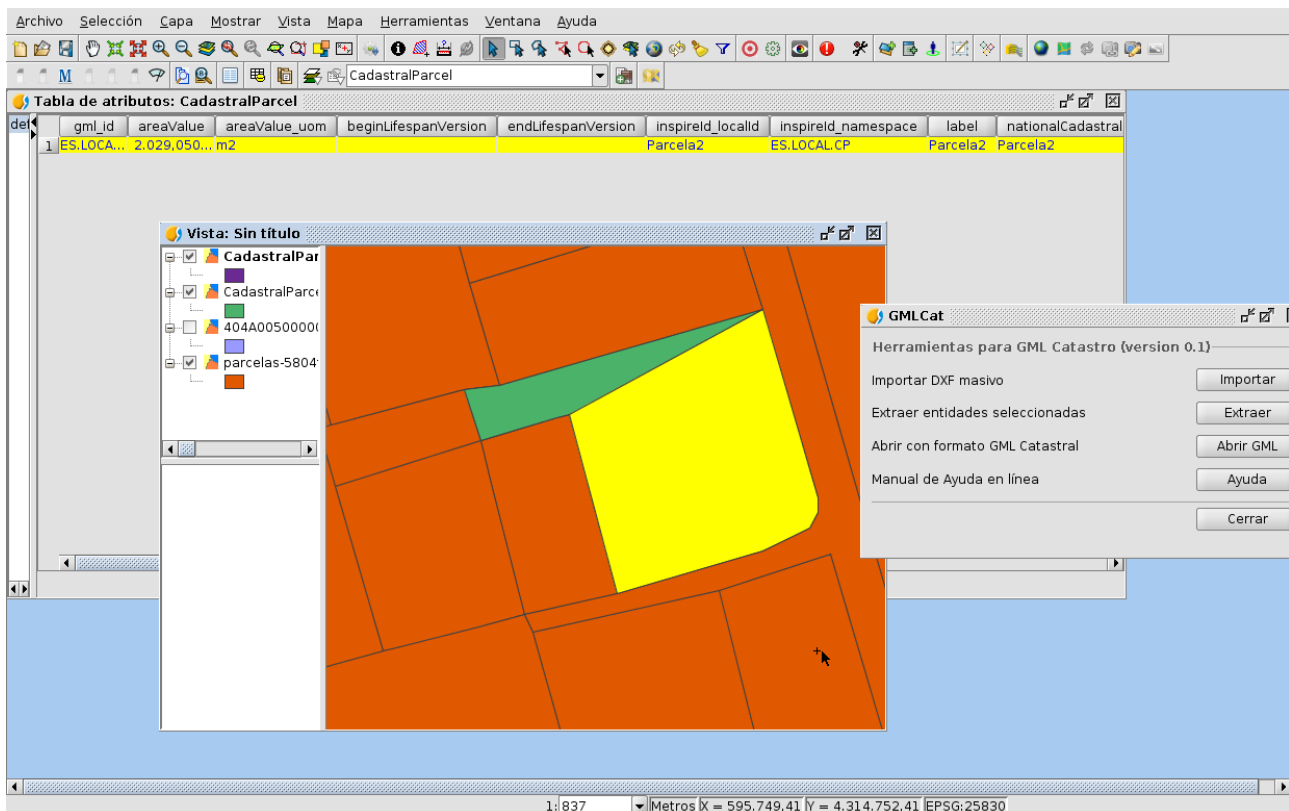 Archivo Selección Capa Mostrar Vista Mapa Herramientas Ventana Ayuda
M CadastralParcel
Tabla de atributos: CadastralParcel
def gml_id areaValue areaValue_uom beginLifespanVersion endLifespanVersion inspireId_localId inspireId_namespace label nationalCadastral
1 ES.LOCA... 2.029,050... m2 Parcela2 ES.LOCAL.CP Parcela2 Parcela2
Vista: Sin título
CadastralPar
CadastralParce
404A0050000
parcelas-5804
GMLCat
Herramientas para GML Catastro (version 0.1)
Importar DXF masivo Importar
Extraer entidades seleccionadas Extraer
Abrir con formato GML Catastral Abrir GML
Manual de Ayuda en línea Ayuda
Cerrar
1: 837 Metros X = 595.749,41 Y = 4.314.752,41 EPSG:25830